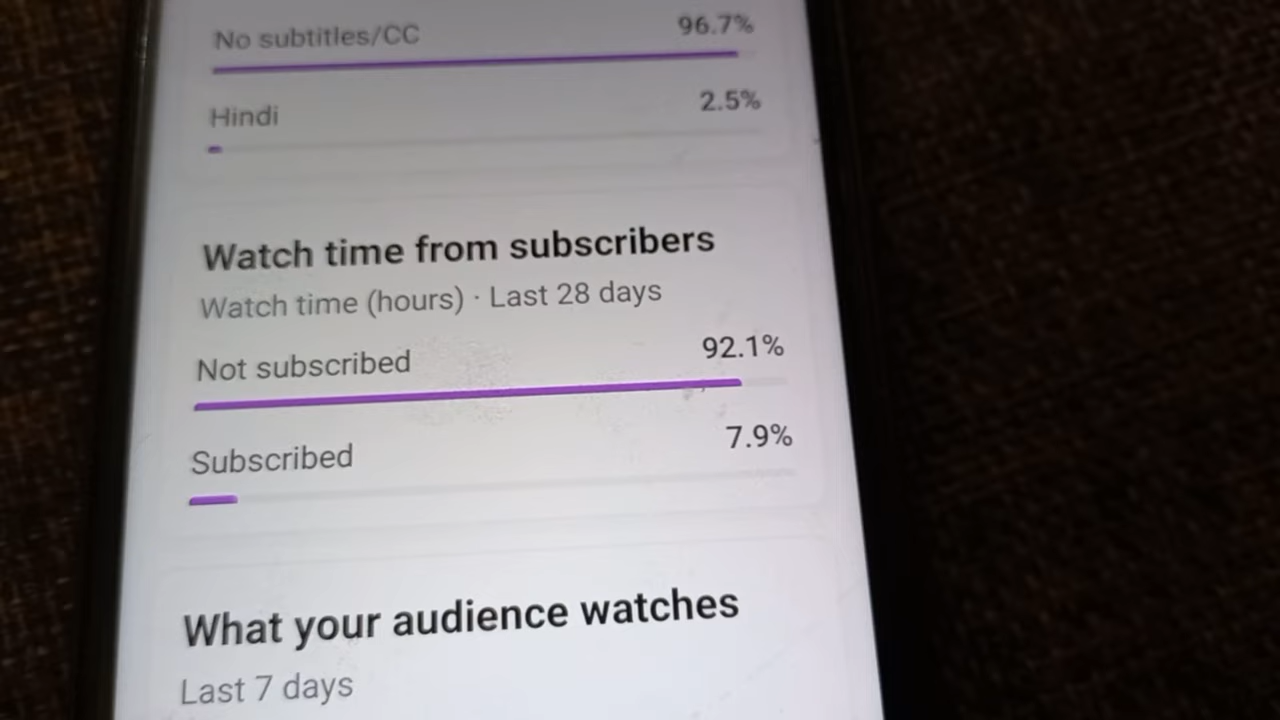 No subtitles/CC 96.7%
Hindi 2.5%
Watch time from subscribers
Watch time (hours) · Last 28 days
Not subscribed 92.1%
Subscribed 7.9%
What your audience watches
Last 7 days